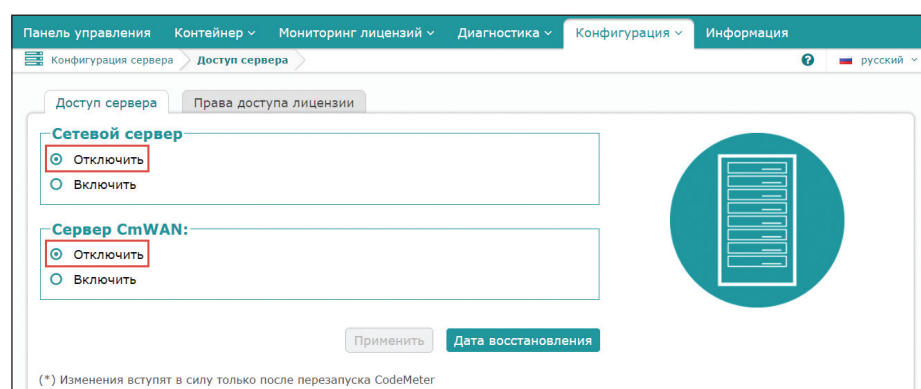 Панель управления Контейнер Мониторинг лицензий Диагностика Конфигурация Информация
Конфигурация сервера Доступ сервера ? русский
Доступ сервера Права доступа лицензии
Сетевой сервер
Отключить
Включить
Сервер CmWAN:
Отключить
Включить
Применить Дата восстановления
(*) Изменения вступят в силу только после перезапуска CodeMeter